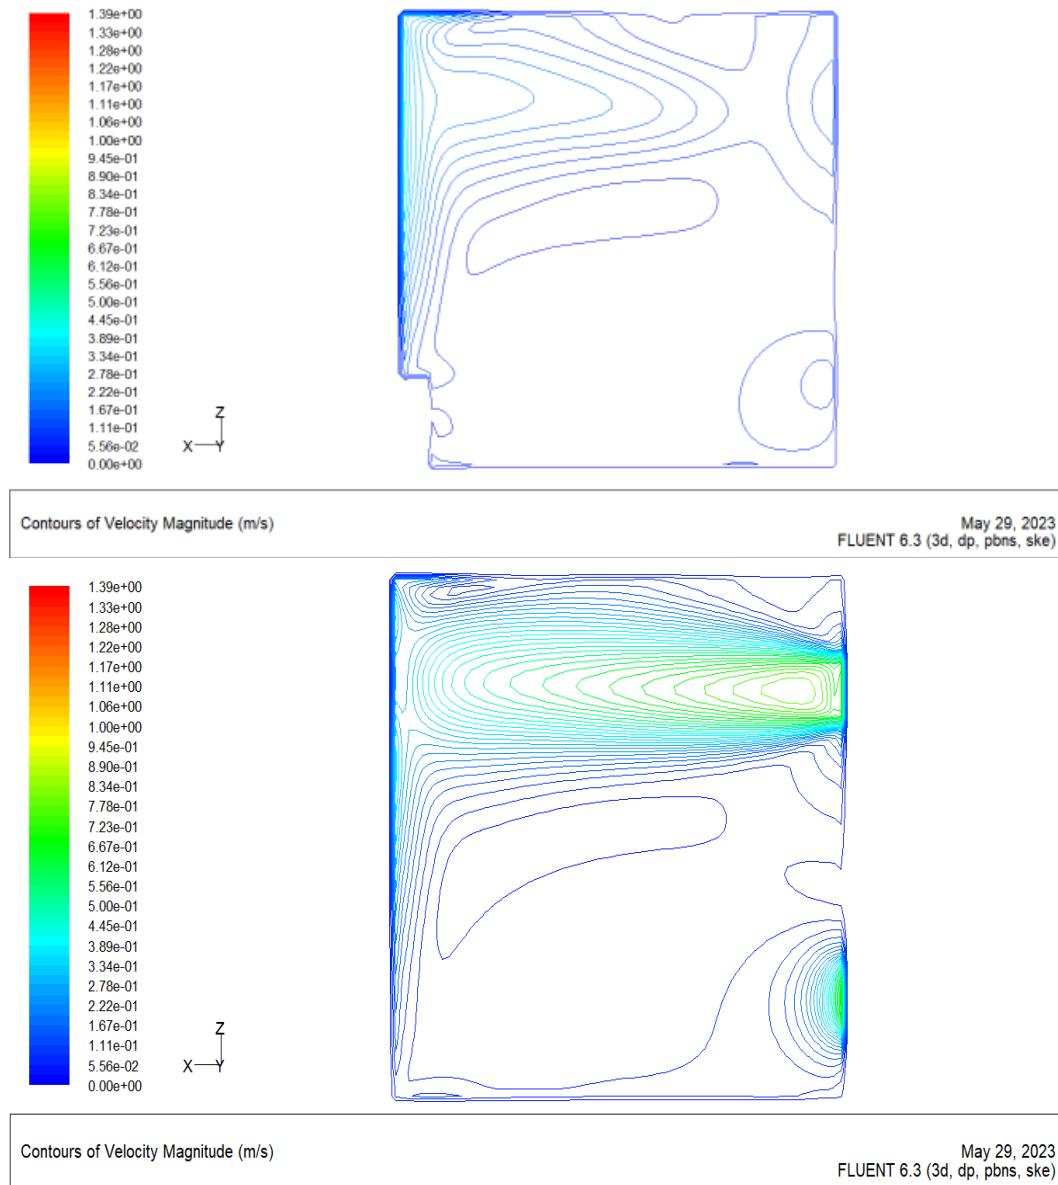 1.39e+00
1.33e+00
1.28e+00
1.22e+00
1.17e+00
1.11e+00
1.06e+00
1.00e+00
9.45e-01
8.90e-01
8.34e-01
7.78e-01
7.23e-01
6.67e-01
6.12e-01
5.56e-01
5.00e-01
4.45e-01
3.89e-01
3.34e-01
2.78e-01
2.22e-01
1.67e-01
1.11e-01
5.56e-02
0.00e+00
Z
X Y
Contours of Velocity Magnitude (m/s)
May 29, 2023
FLUENT 6.3 (3d, dp, pbns, ske)
1.39e+00
1.33e+00
1.28e+00
1.22e+00
1.17e+00
1.11e+00
1.06e+00
1.00e+00
9.45e-01
8.90e-01
8.34e-01
7.78e-01
7.23e-01
6.67e-01
6.12e-01
5.56e-01
5.00e-01
4.45e-01
3.89e-01
3.34e-01
2.78e-01
2.22e-01
1.67e-01
1.11e-01
5.56e-02
0.00e+00
Z
X Y
Contours of Velocity Magnitude (m/s)
May 29, 2023
FLUENT 6.3 (3d, dp, pbns, ske)